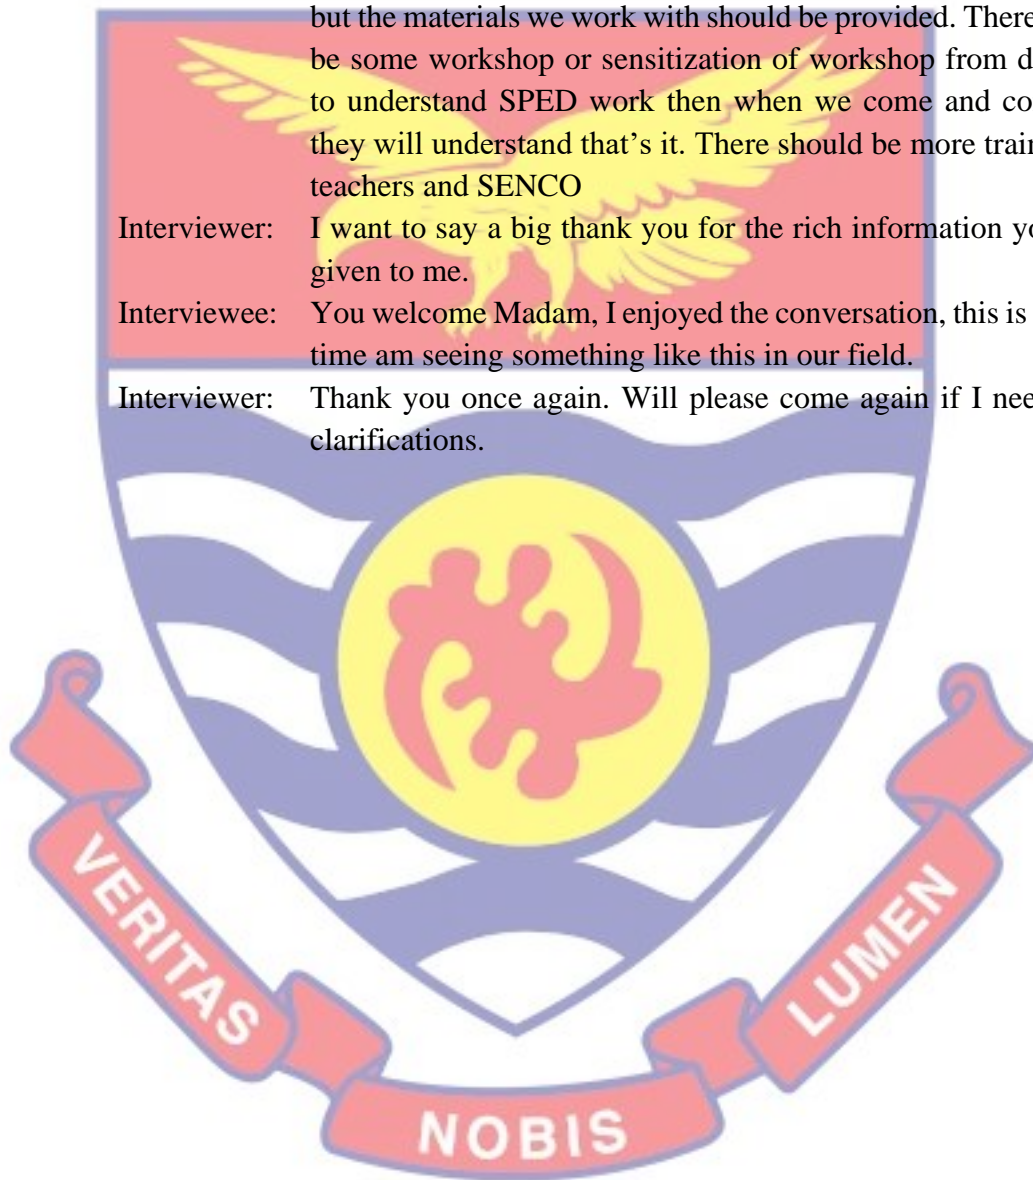 but the materials we work with should be provided. There
be some workshop or sensitization of workshop from d
to understand SPED work then when we come and co
they will understand that's it. There should be more train
teachers and SENCO
Interviewer: I want to say a big thank you for the rich information yo
given to me.
Interviewee: You welcome Madam, I enjoyed the conversation, this is
time am seeing something like this in our field.
Interviewer: Thank you once again. Will please come again if I nee
clarifications.
VERITAS
NOBIS
LUMEN